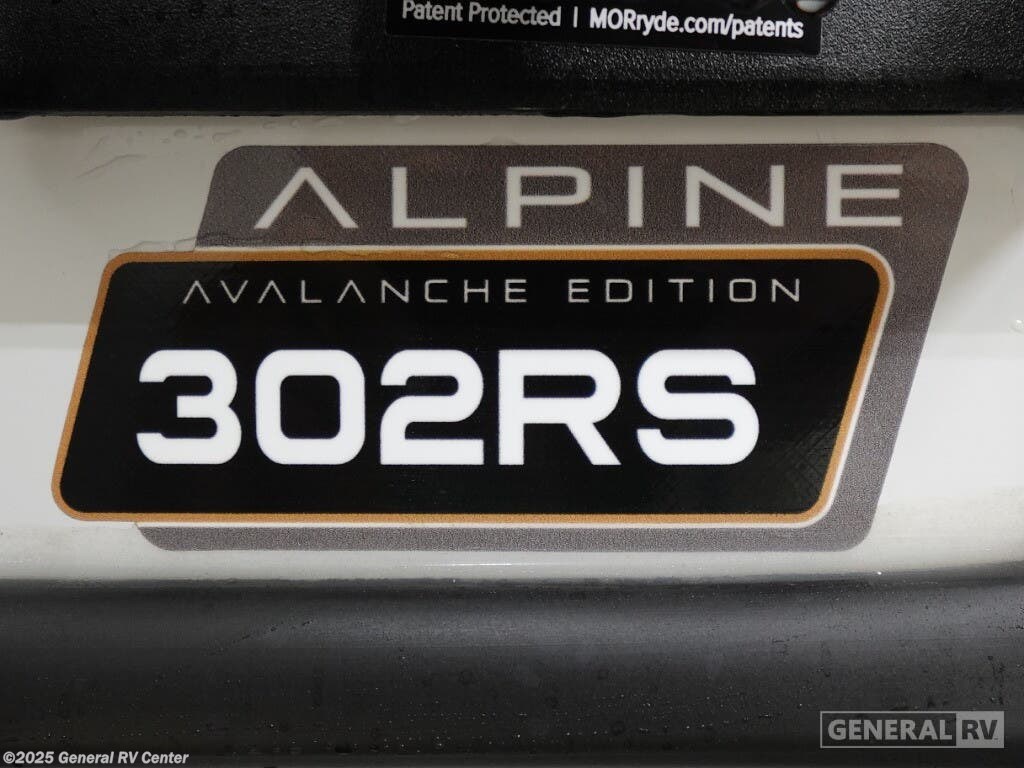 Patent Protected | MORryde.com/patents
ALPINE
AVALANCHE EDITION
302RS
GENERAL RV
©2025 General RV Center